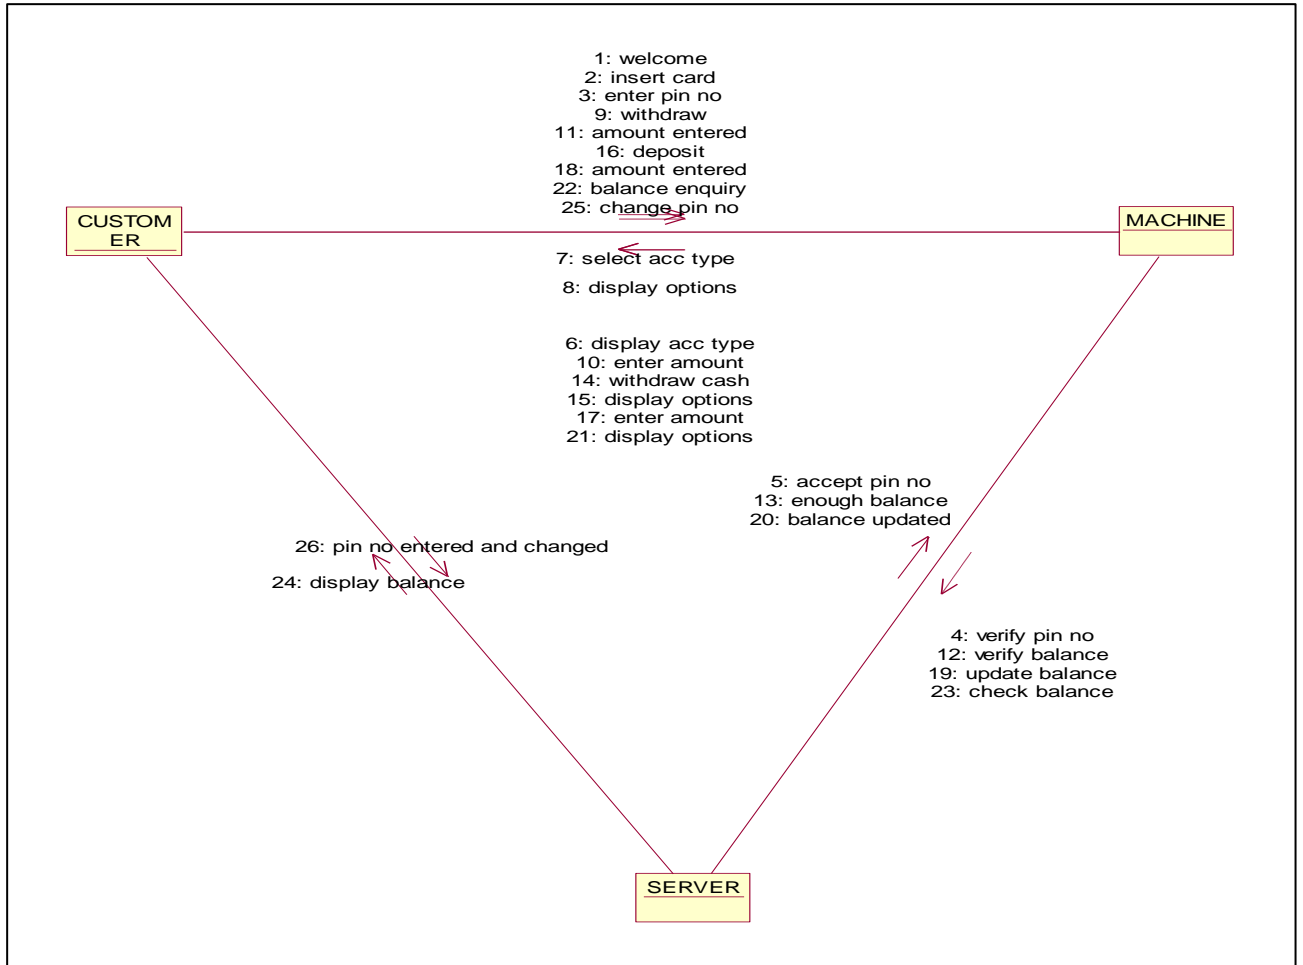 1: welcome
2: insert card
3: enter pin no
9: withdraw
11: amount entered
16: deposit
18: amount entered
22: balance enquiry
25: change pin no
CUSTOM
ER
MACHINE
7: select acc type
8: display options
6: display acc type
10: enter amount
14: withdraw cash
15: display options
17: enter amount
21: display options
5: accept pin no
13: enough balance
20: balance updated
26: pin no entered and changed
24: display balance
4: verify pin no
12: verify balance
19: update balance
23: check balance
SERVER